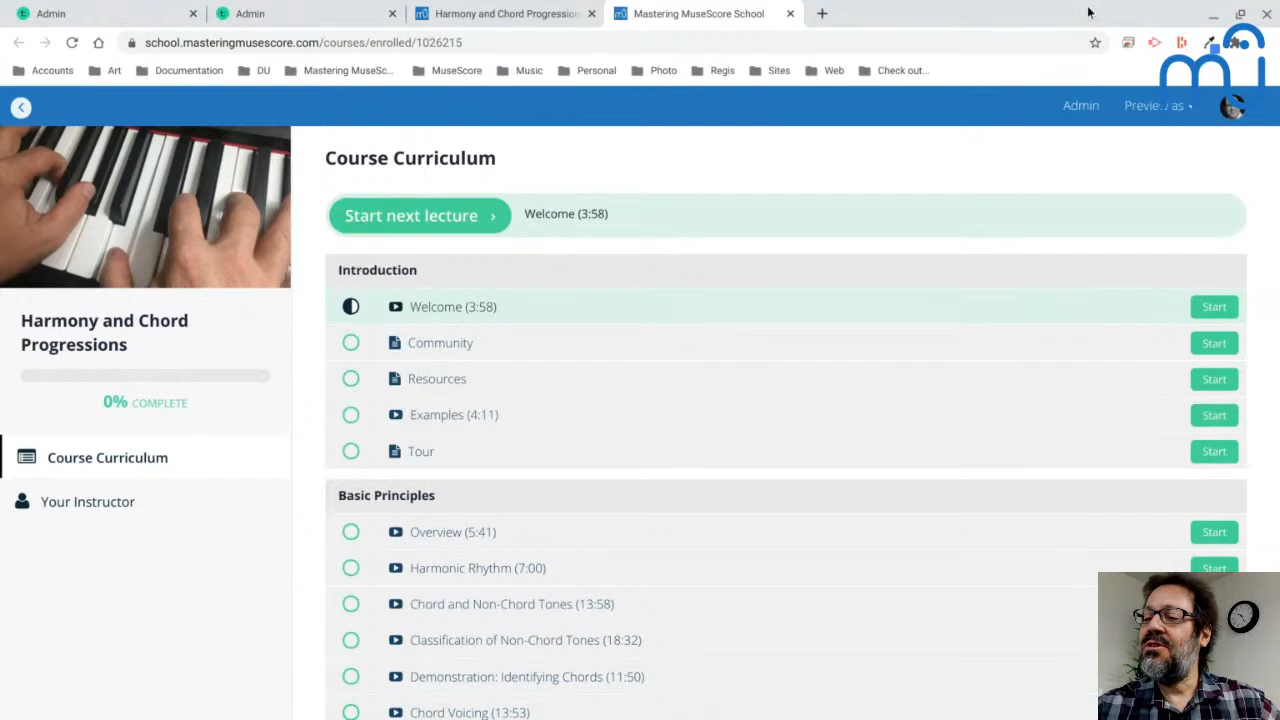 Admin
Admin
Harmony and Chord Progression
Mastering MuseScore School
school.masteringmusescore.com/courses/enrolled/1026215
Accounts
Art
Documentation
DU
Mastering MuseSc...
MuseScore
Music
Personal
Photo
Regis
Sites
Web
Check out...
Admin
Preview as
Course Curriculum
Start next lecture
Welcome (3:58)
Introduction
Welcome (3:58)
Start
Community
Start
Resources
Start
Examples (4:11)
Start
Tour
Start
Harmony and Chord
Progressions
0% COMPLETE
Course Curriculum
Your Instructor
Basic Principles
Overview (5:41)
Start
Harmonic Rhythm (7:00)
Start
Chord and Non-Chord Tones (13:58)
Classification of Non-Chord Tones (18:32)
Demonstration: Identifying Chords (11:50)
Chord Voicing (13:53)